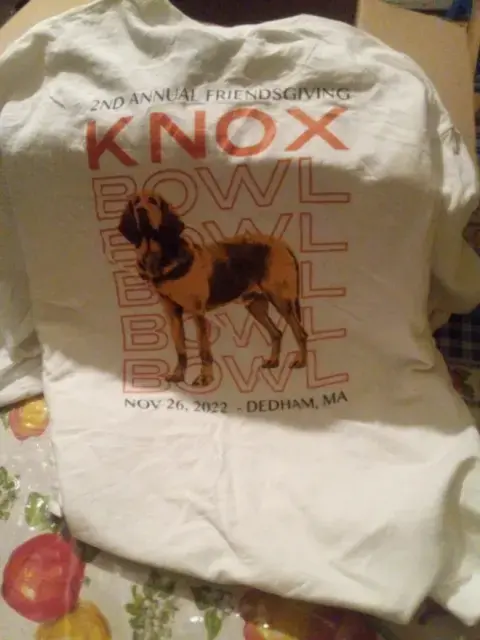 2ND ANNUAL FRIENDSGIVING
KNOX
BOWL
BOWL
BOWL
BOWL
BOWL
NOV 26, 2022 - DEDHAM, MA